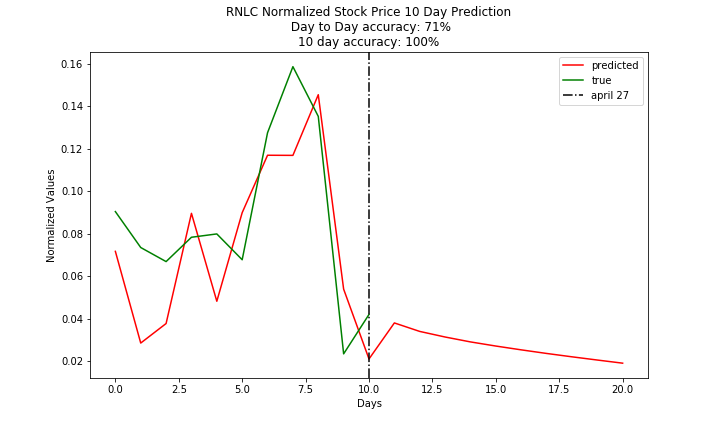 RNLC Normalized Stock Price 10 Day Prediction
Day to Day accuracy: 71%
10 day accuracy: 100%
predicted
true
april 27
Normalized Values
0.16
0.14
0.12
0.10
0.08
0.06
0.04
0.02
0.0 2.5 5.0 7.5 10.0 12.5 15.0 17.5 20.0
Days